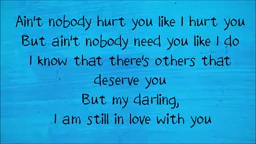 Ain't nobody hurt you like I hurt you
But ain't nobody need you like I do
I know that there's others that
deserve you
But my darling,
I am still in love with you